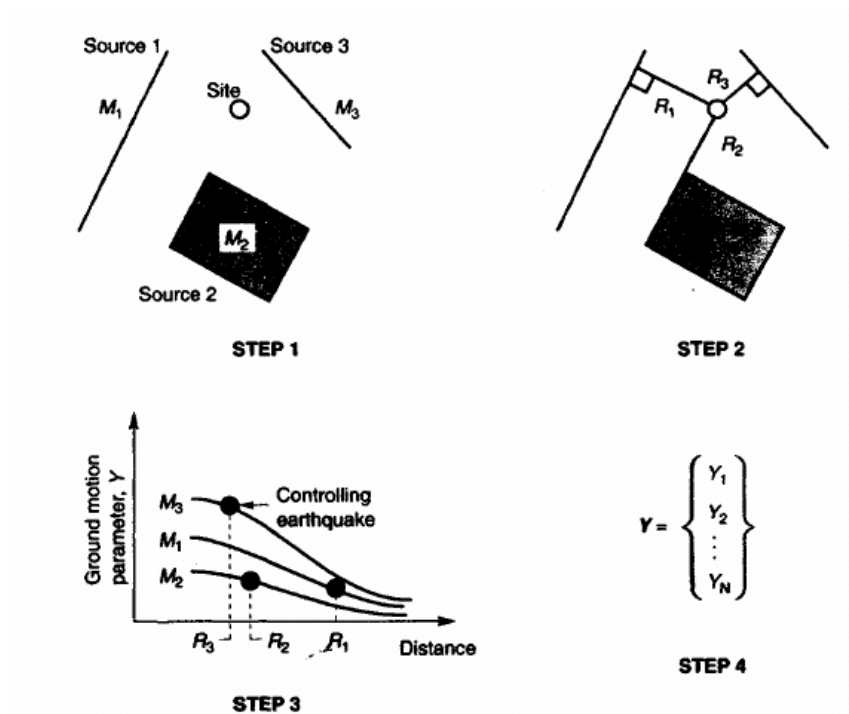 Source 1
Source 3
Site
M1
M3
M2
Source 2
STEP 1
R3
R1
R2
STEP 2
Ground motion
parameter, Y
M3
M1
M2
Controlling
earthquake
R3
R2
R1
Distance
STEP 3
Y =
Y1
Y2
⋮
YN
STEP 4